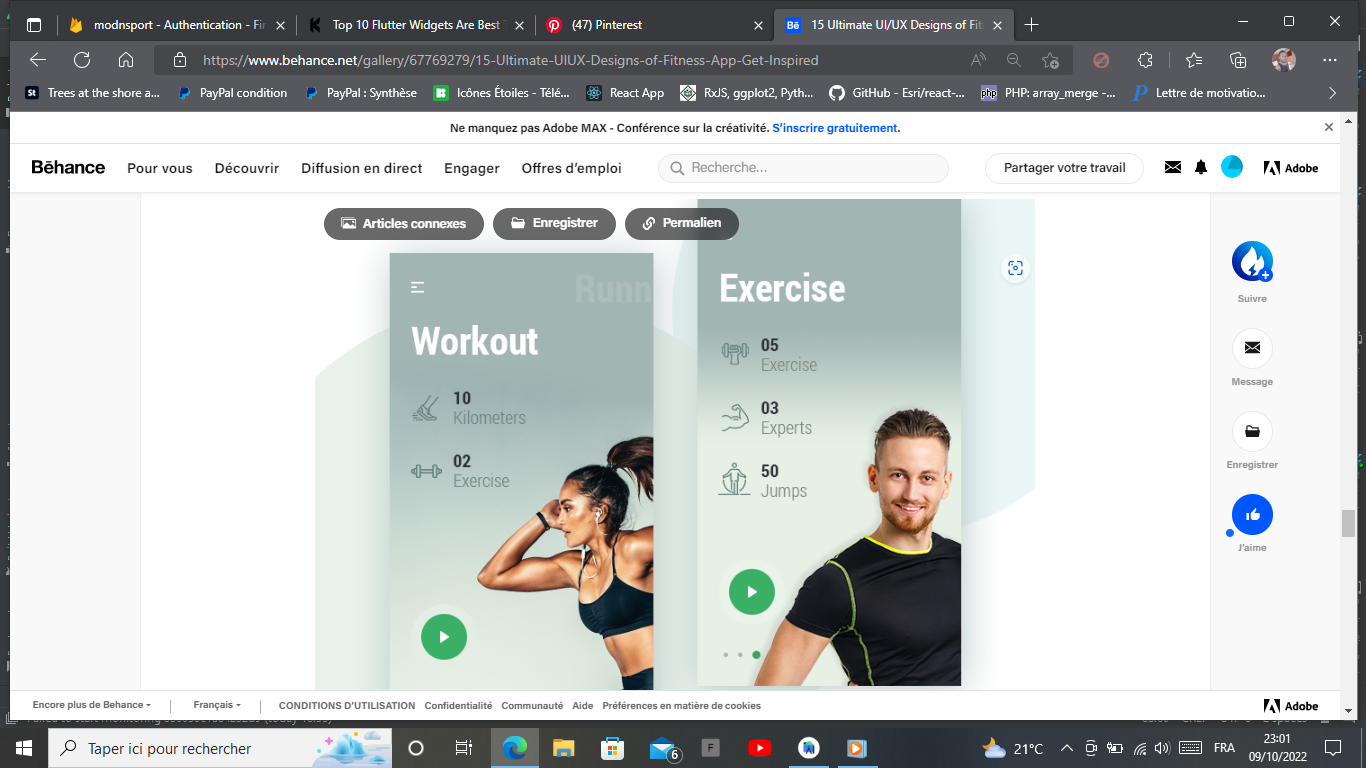 modnsport - Authentication - Fir
Top 10 Flutter Widgets Are Best
(47) Pinterest
Bē
15 Ultimate UI/UX Designs of Fit
https://www.behance.net/gallery/67769279/15-Ultimate-UIUX-Designs-of-Fitness-App-Get-Inspired
St Trees at the shore a...
PayPal condition
PayPal : Synthèse
Icônes Étoiles - Télé...
React App
RxJS, ggplot2, Pyth...
GitHub - Esri/react-...
php PHP: array_merge -...
P Lettre de motivatio...
Ne manquez pas Adobe MAX - Conférence sur la créativité. S'inscrire gratuitement.
Bēhance
Pour vous
Découvrir
Diffusion en direct
Engager
Offres d'emploi
Recherche...
Partager votre travail
Adobe
Articles connexes
Enregistrer
Permalien
Runn
Workout
10
Kilometers
02
Exercise
Exercise
05
Exercise
03
Experts
50
Jumps
Suivre
Message
Enregistrer
J'aime
Encore plus de Behance
Français
CONDITIONS D'UTILISATION
Confidentialité
Communauté
Aide
Préférences en matière de cookies
Adobe
Taper ici pour rechercher
6
F
21°C
FRA
23:01
09/10/2022